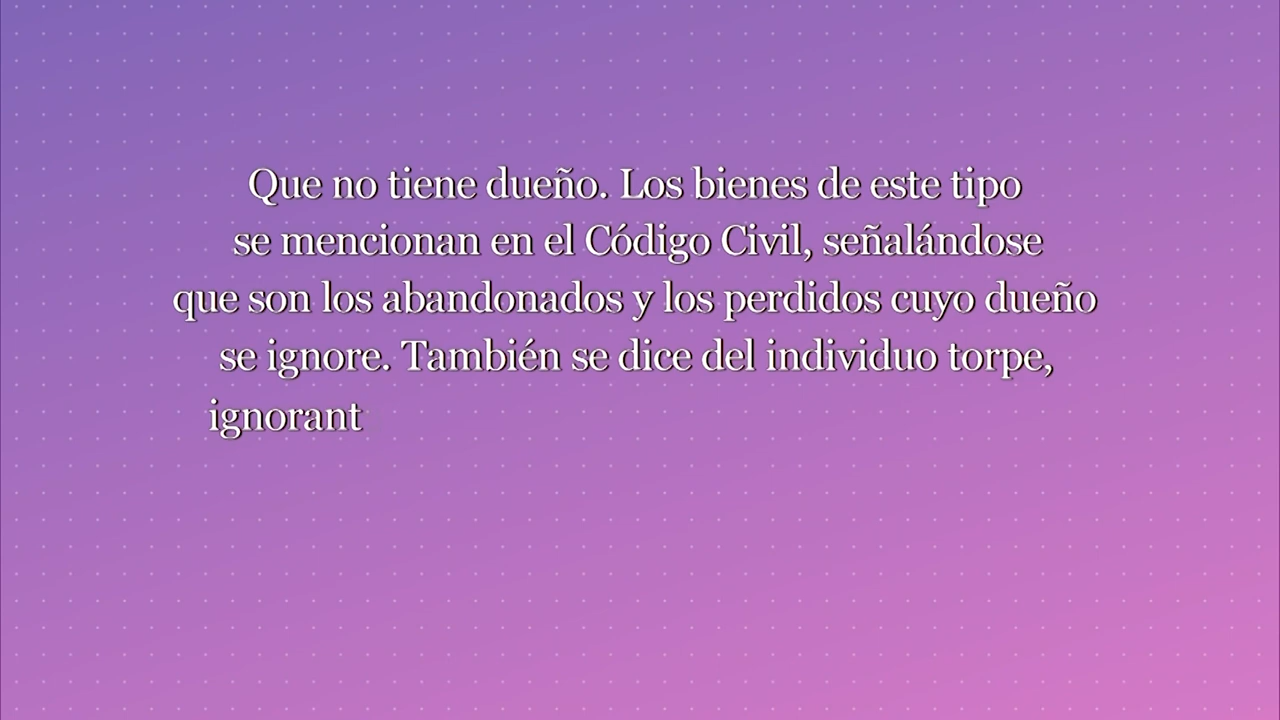 Que no tiene dueño. Los bienes de este tipo
se mencionan en el Código Civil, señalándose
que son los abandonados y los perdidos cuyo dueño
se ignore. También se dice del individuo torpe,
ignorant